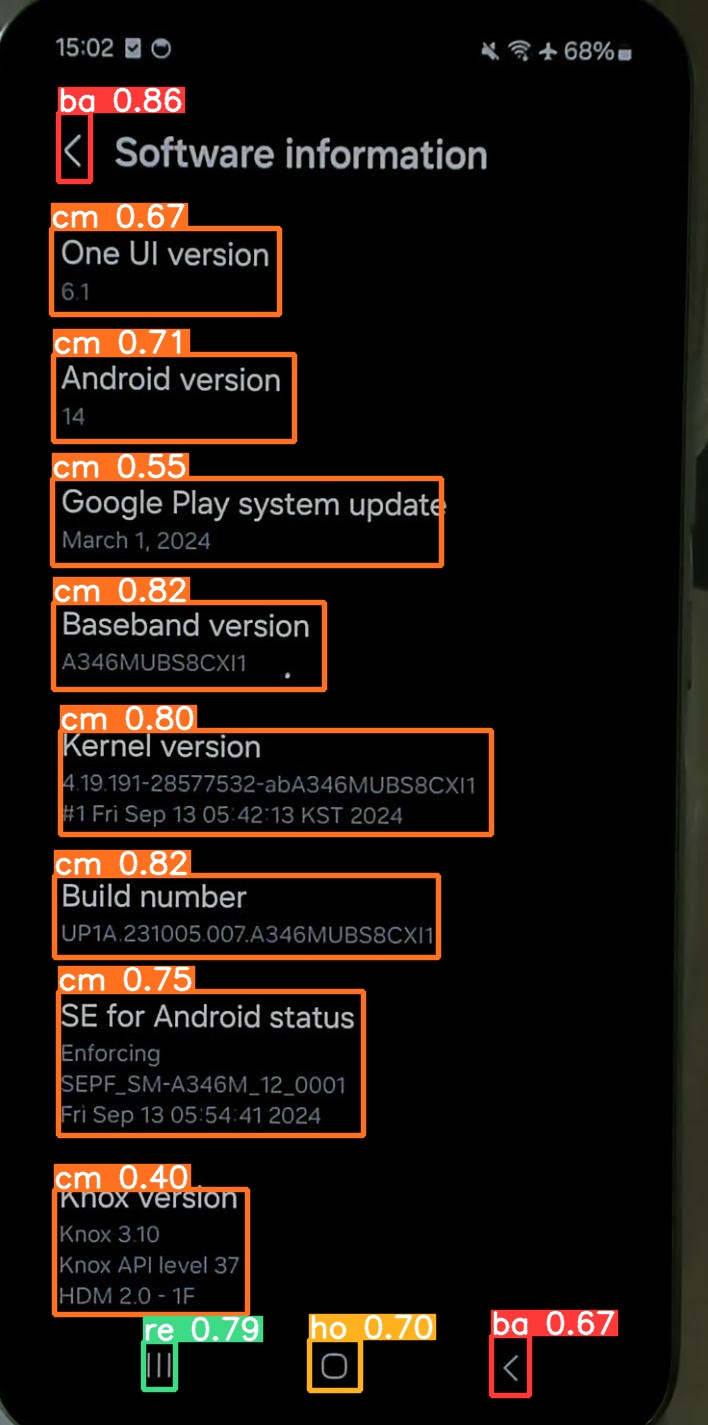 15:02 68%
ba 0.86
Software information
cm 0.67
One UI version
6.1
cm 0.71
Android version
14
cm 0.55
Google Play system update
March 1, 2024
cm 0.82
Baseband version
A346MUBS8CXI1
cm 0.80
Kernel version
4.19.191-28577532-abA346MUBS8CXI1
#1 Fri Sep 13 05:42:13 KST 2024
cm 0.82
Build number
UP1A.231005.007.A346MUBS8CXI1
cm 0.75
SE for Android status
Enforcing
SEPF_SM-A346M_12_0001
Fri Sep 13 05:54:41 2024
cm 0.40
Knox version
Knox 3.10
Knox API level 37
HDM 2.0 - 1F
re 0.79 ho 0.70 ba 0.67